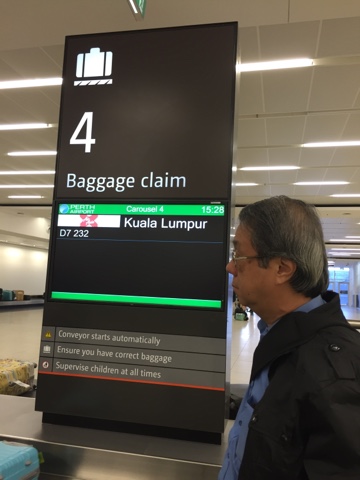 4
Baggage claim
PERTH AIRPORT Carousel 4 15:28
Kuala Lumpur
D7 232
Conveyor starts automatically
Ensure you have correct baggage
Supervise children at all times